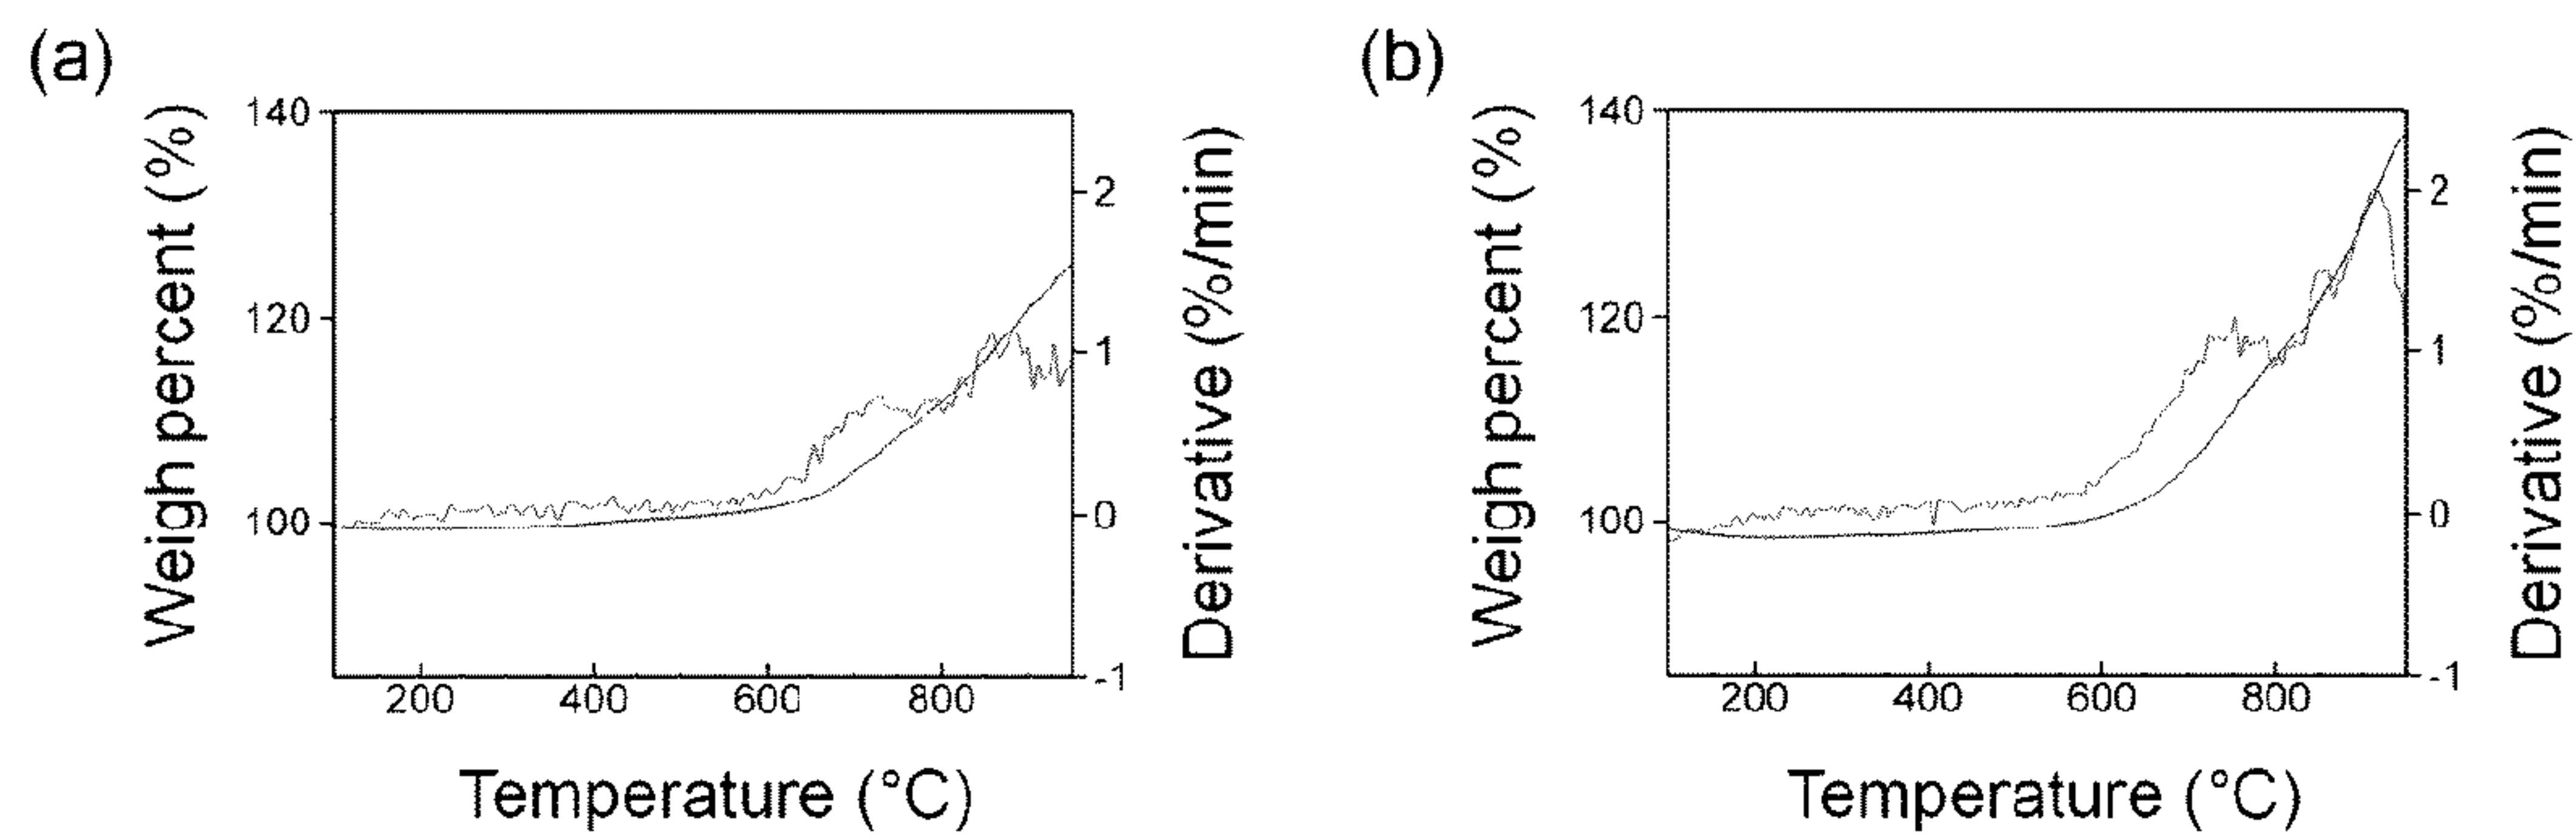 (a)
Weigh percent (%)
140
120
100
2
1
0
-1
Derivative (%/min)
200 400 600 800
Temperature (°C)
(b)
Weigh percent (%)
140
120
100
2
1
0
-1
Derivative (%/min)
200 400 600 800
Temperature (°C)